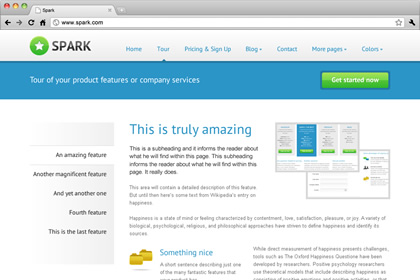 Spark
www.spark.com
SPARK
Home Tour Pricing & Sign Up Blog Contact More pages Colors
Tour of your product features or company services
Get started now
An amazing feature
Another magnificent feature
And yet another one
Fourth feature
This is the last feature
This is truly amazing
This is a subheading and it informs the reader about
what he will find within this page. This subheading
informs the reader about what he will find within
this page. It really does.
This area will contain a detailed description of this feature.
But until then here's some text from Wikipedia's entry
on happiness.
Happiness is a state of mind or feeling characterized by contentment, love, satisfaction, pleasure, or joy. A variety of
biological, psychological, religious, and philosophical approaches have striven to define happiness and identify its
sources.
Something nice
A short sentence describing just one of
the many fantastic features that
While direct measurement of happiness presents challenges,
tools such as The Oxford Happiness Questionnaire have been
developed by researchers. Positive psychology researchers
use theoretical models that include describing happiness as